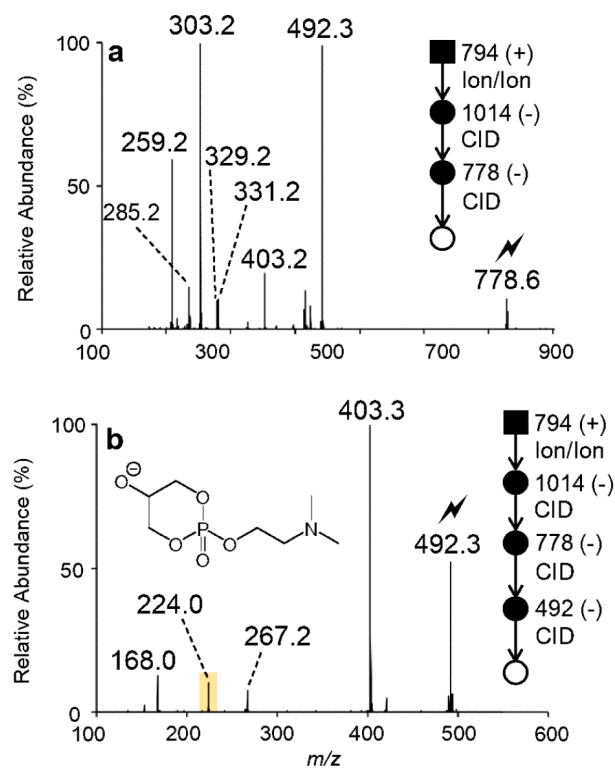 a
Relative Abundance (%)
100
50
0
303.2
492.3
259.2
329.2
331.2
285.2
403.2
778.6
794 (+)
Ion/Ion
1014 (-)
CID
778 (-)
CID
100
300
500
700
900
b
Relative Abundance (%)
100
50
0
403.3
492.3
224.0
267.2
168.0
O
⊖
O
O
P
O
O
N
794 (+)
Ion/Ion
1014 (-)
CID
778 (-)
CID
492 (-)
CID
100
200
300
400
500
600
m/z